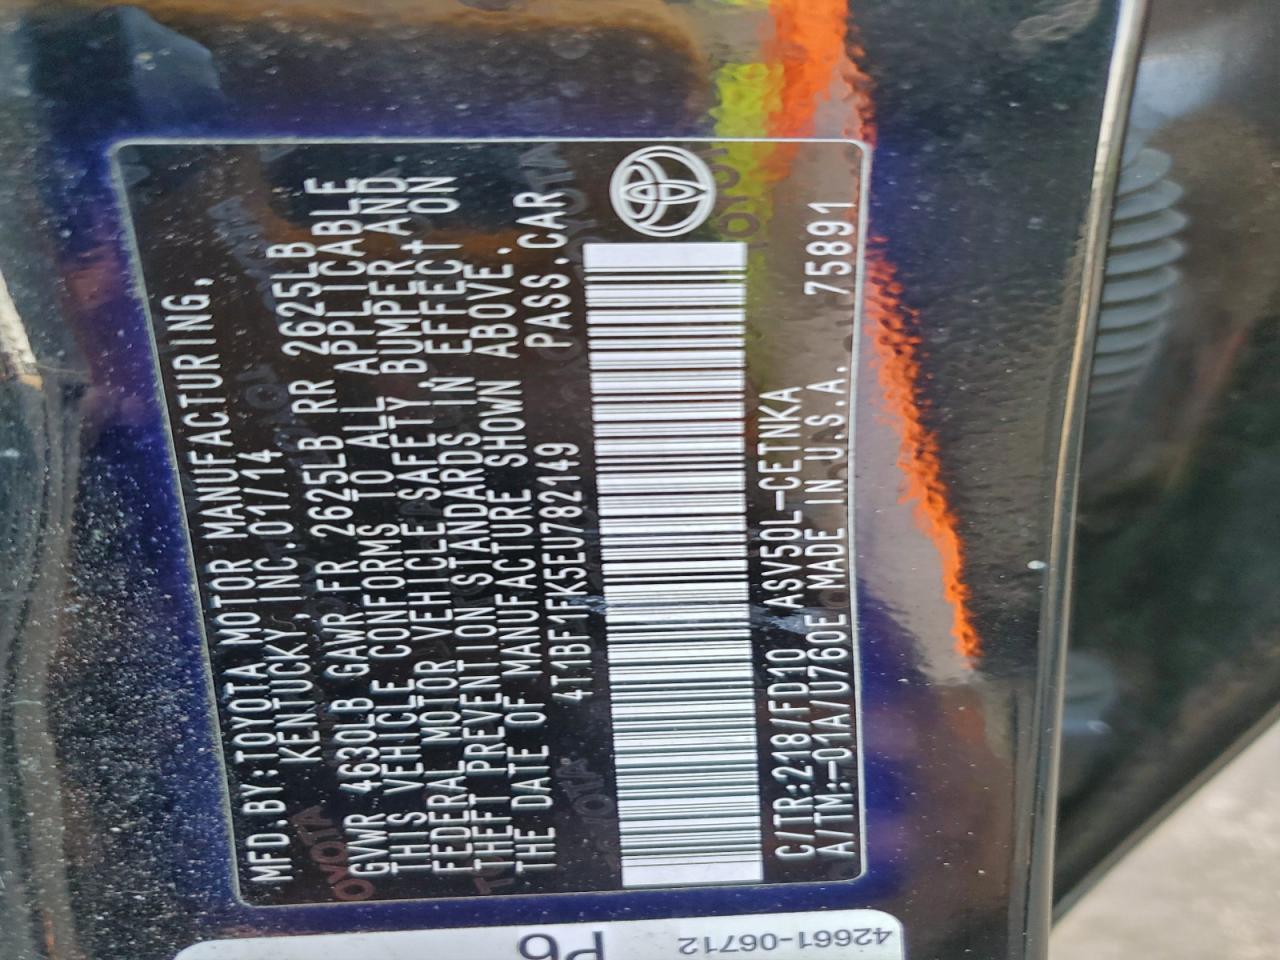 MFD.BY:TOYOTA MOTOR MANUFACTURING,
KENTUCKY, INC.01/14
GVWR 4630LB GAWR FR 2625LB RR 2625LB
THIS VEHICLE CONFORMS TO ALL APPLICABLE
FEDERAL MOTOR VEHICLE SAFETY, BUMPER, AND
THEFT PREVENTION STANDARDS IN EFFECT ON
THE DATE OF MANUFACTURE SHOWN ABOVE.
4T1BF1FK5EU782149 PASS.CAR
C/TR:218/FD10 ASV50L-CETNKA
A/TM:-01A/U760E MADE IN U.S.A. 75891
42661-06712